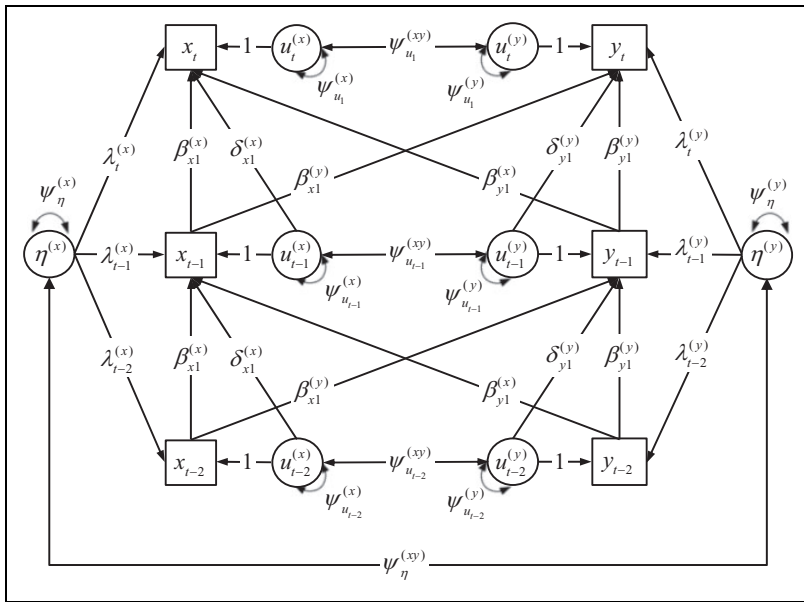 x_t 1 u_t^{(x)} ψ_{u_1}^{(xy)} u_t^{(y)} 1 y_t
ψ_{u_1}^{(x)} ψ_{u_1}^{(y)}
λ_t^{(x)} β_{x1}^{(x)} δ_{x1}^{(x)} β_{x1}^{(y)} β_{y1}^{(x)} δ_{y1}^{(y)} β_{y1}^{(y)} λ_t^{(y)}
ψ_η^{(x)} ψ_η^{(y)}
η^{(x)} λ_{t-1}^{(x)} x_{t-1} 1 u_{t-1}^{(x)} ψ_{u_{t-1}}^{(xy)} u_{t-1}^{(y)} 1 y_{t-1} λ_{t-1}^{(y)} η^{(y)}
ψ_{u_{t-1}}^{(x)} ψ_{u_{t-1}}^{(y)}
λ_{t-2}^{(x)} β_{x1}^{(x)} δ_{x1}^{(x)} β_{x1}^{(y)} β_{y1}^{(x)} δ_{y1}^{(y)} β_{y1}^{(y)} λ_{t-2}^{(y)}
x_{t-2} 1 u_{t-2}^{(x)} ψ_{u_{t-2}}^{(xy)} u_{t-2}^{(y)} 1 y_{t-2}
ψ_{u_{t-2}}^{(x)} ψ_{u_{t-2}}^{(y)}
ψ_η^{(xy)}